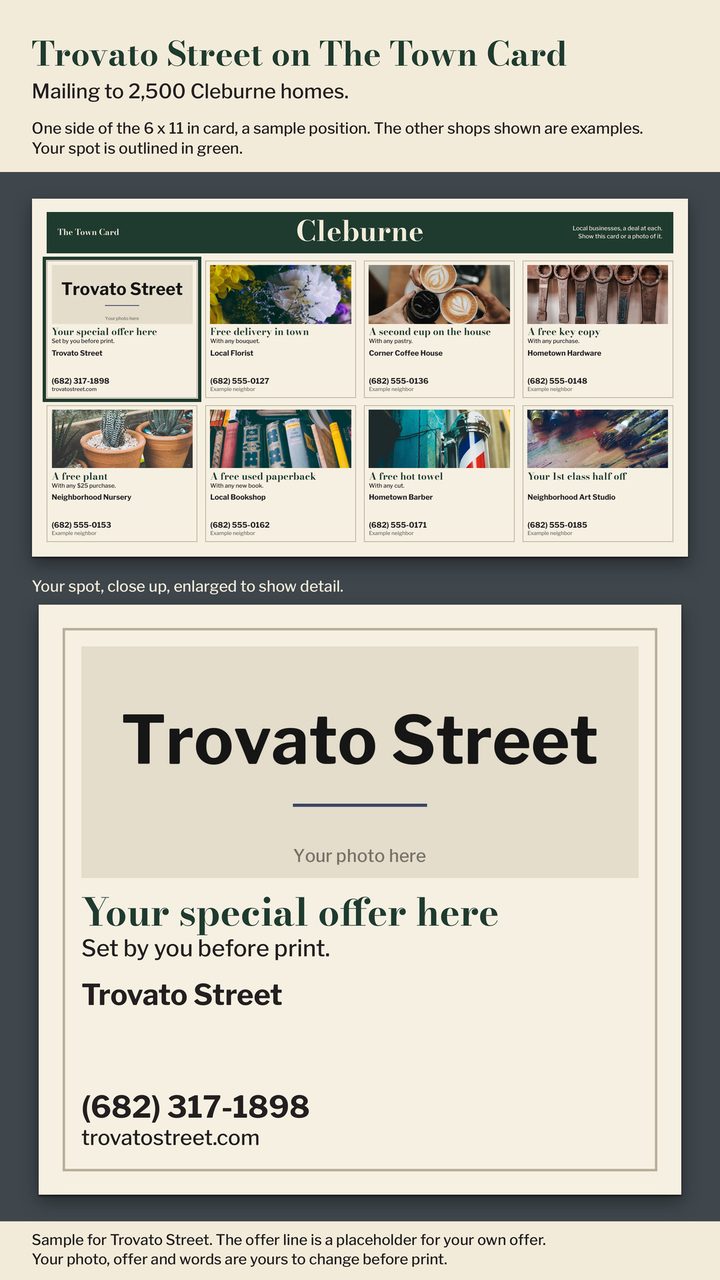 Trovato Street on The Town Card
Mailing to 2,500 Cleburne homes.
One side of the 6 x 11 in card, a sample position. The other shops shown are examples.
Your spot is outlined in green.
The Town Card
Cleburne
Local businesses, a deal at each.
Show this card or a photo of it.
Trovato Street
Your photo here
Your special offer here
Set by you before print.
Trovato Street
(682) 317-1898
trovatostreet.com
Free delivery in town
With any bouquet.
Local Florist
(682) 555-0127
Example neighbor
A second cup on the house
With any pastry.
Corner Coffee House
(682) 555-0136
Example neighbor
A free key copy
With any purchase.
Hometown Hardware
(682) 555-0148
Example neighbor
A free plant
With any $25 purchase.
Neighborhood Nursery
(682) 555-0153
Example neighbor
A free used paperback
With any new book.
Local Bookshop
(682) 555-0162
Example neighbor
A free hot towel
With any cut.
Hometown Barber
(682) 555-0171
Example neighbor
Your 1st class half off
Neighborhood Art Studio
(682) 555-0185
Example neighbor
Your spot, close up, enlarged to show detail.
Trovato Street
Your photo here
Your special offer here
Set by you before print.
Trovato Street
(682) 317-1898
trovatostreet.com
Sample for Trovato Street. The offer line is a placeholder for your own offer.
Your photo, offer and words are yours to change before print.